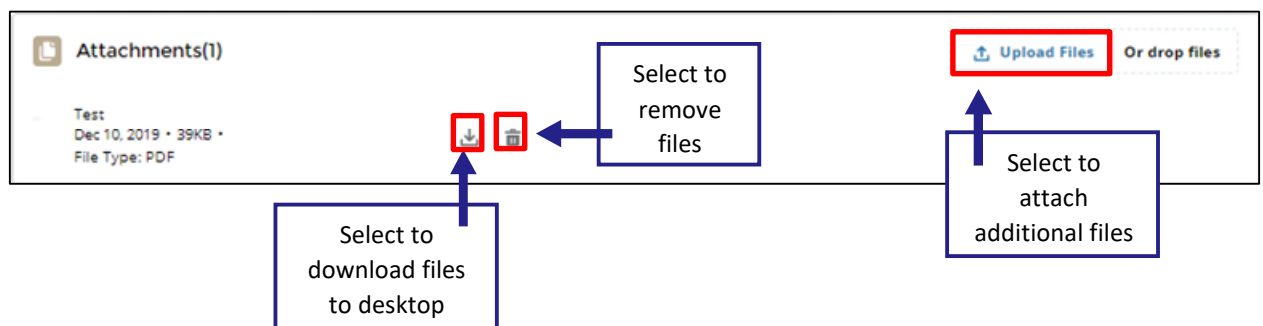 Attachments(1)
Upload Files
Or drop files
Test
Dec 10, 2019 • 39KB •
File Type: PDF
Select to
remove
files
Select to
attach
additional files
Select to
download files
to desktop